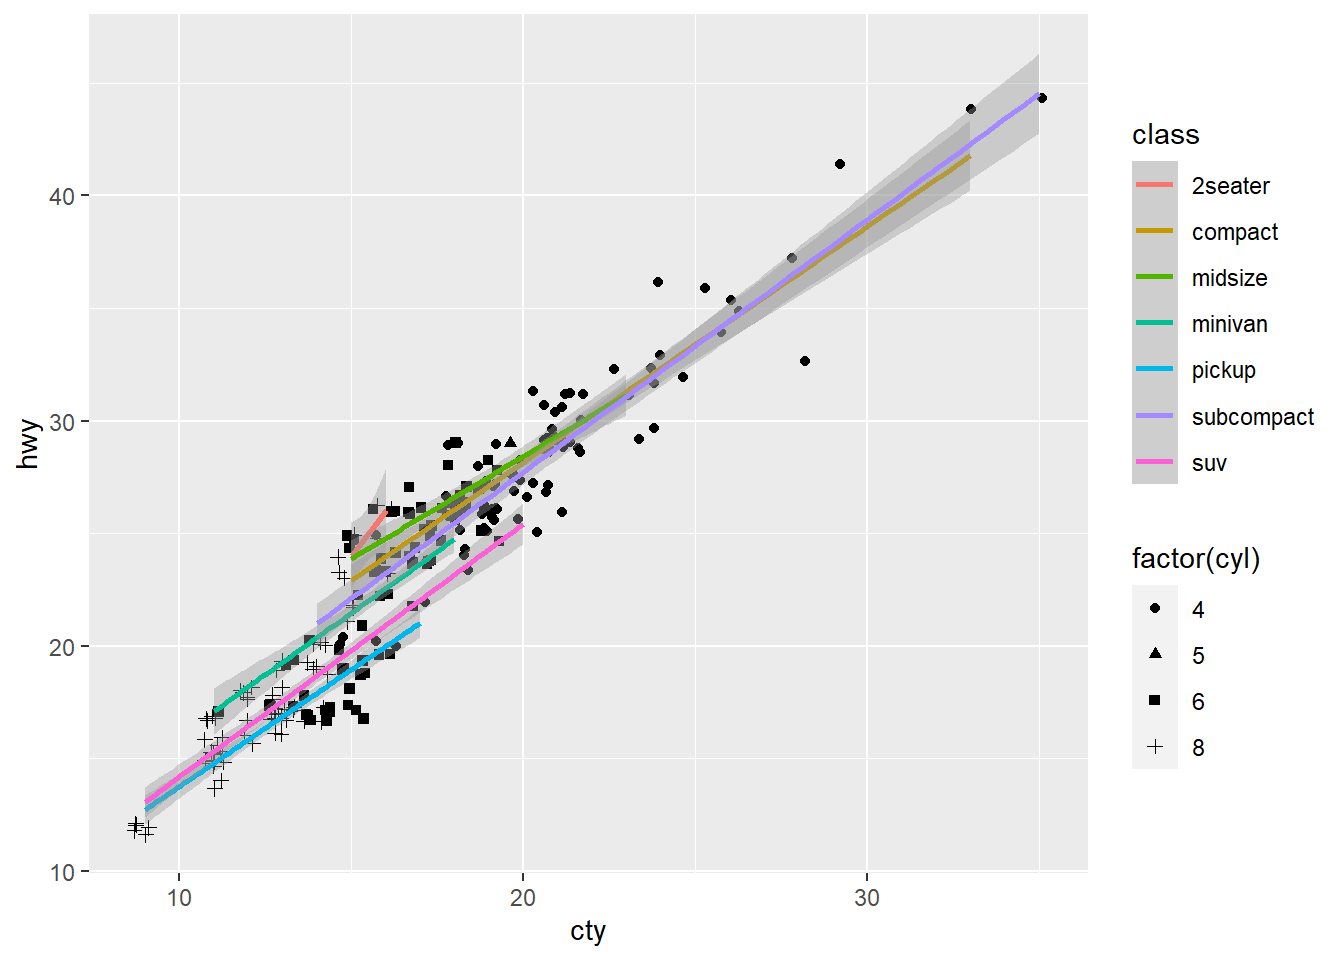 hwy
40
30
20
10
10 20 30
cty
class
2seater
compact
midsize
minivan
pickup
subcompact
suv
factor(cyl)
4
5
6
8